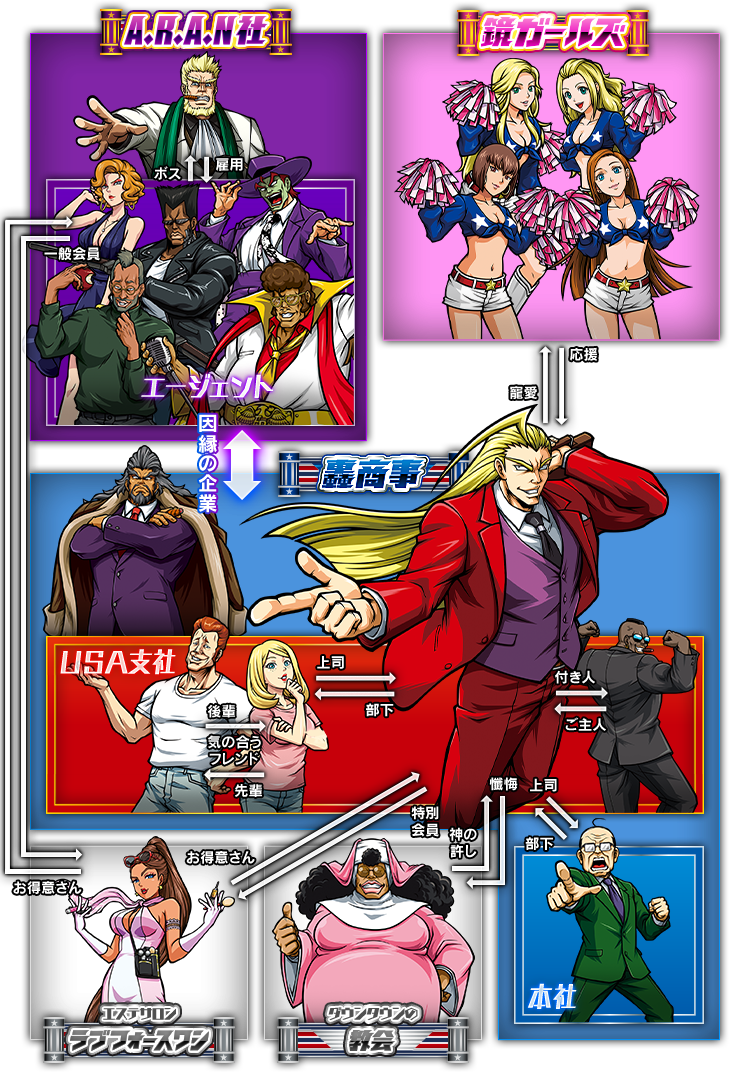 A.R.A.N社
鏡ガールズ
ボス
雇用
一般会員
エージェント
応援
寵愛
因縁の企業
轟商事
USA支社
上司
部下
付き人
ご主人
後輩
気の合う
フレンド
先輩
特別
会員
神の
許し
懺悔
上司
部下
お得意さん
お得意さん
本社
エステサロン
ラブフォースワン
ダウンタウンの
教会